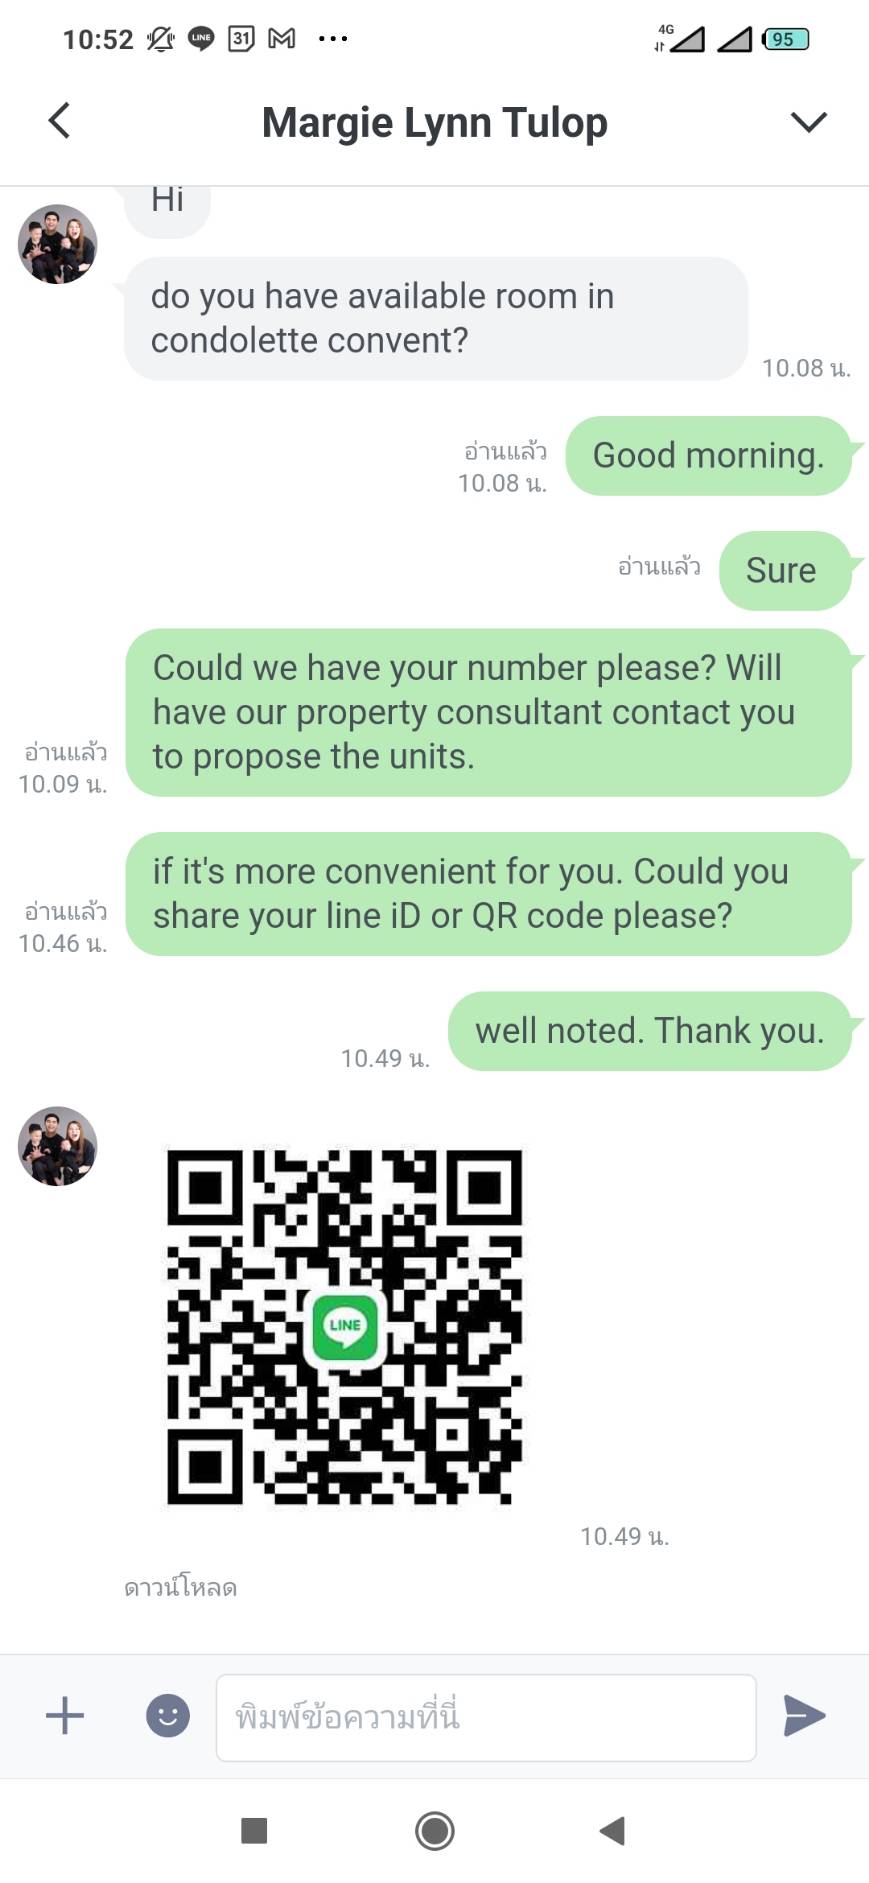 10:52
LINE
31
4G
95
Margie Lynn Tulop
Hi
do you have available room in
condolette convent?
10.08 น.
อ่านแล้ว
10.08 น.
Good morning.
อ่านแล้ว
Sure
Could we have your number please? Will
have our property consultant contact you
to propose the units.
อ่านแล้ว
10.09 น.
if it's more convenient for you. Could you
share your line iD or QR code please?
อ่านแล้ว
10.46 น.
well noted. Thank you.
10.49 น.
LINE
10.49 น.
ดาวน์โหลด
พิมพ์ข้อความที่นี่